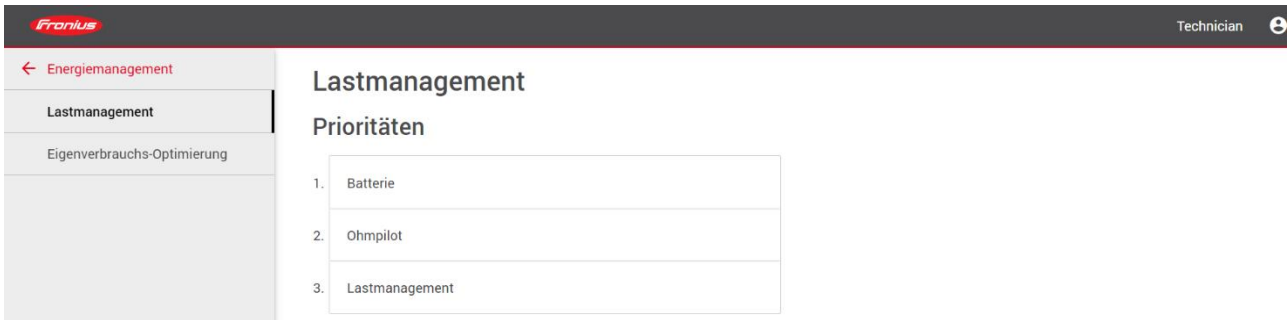 Fronius
Technician
Energiemanagement
Lastmanagement
Eigenverbrauchs-Optimierung
Lastmanagement
Prioritäten
1. Batterie
2. Ohmpilot
3. Lastmanagement